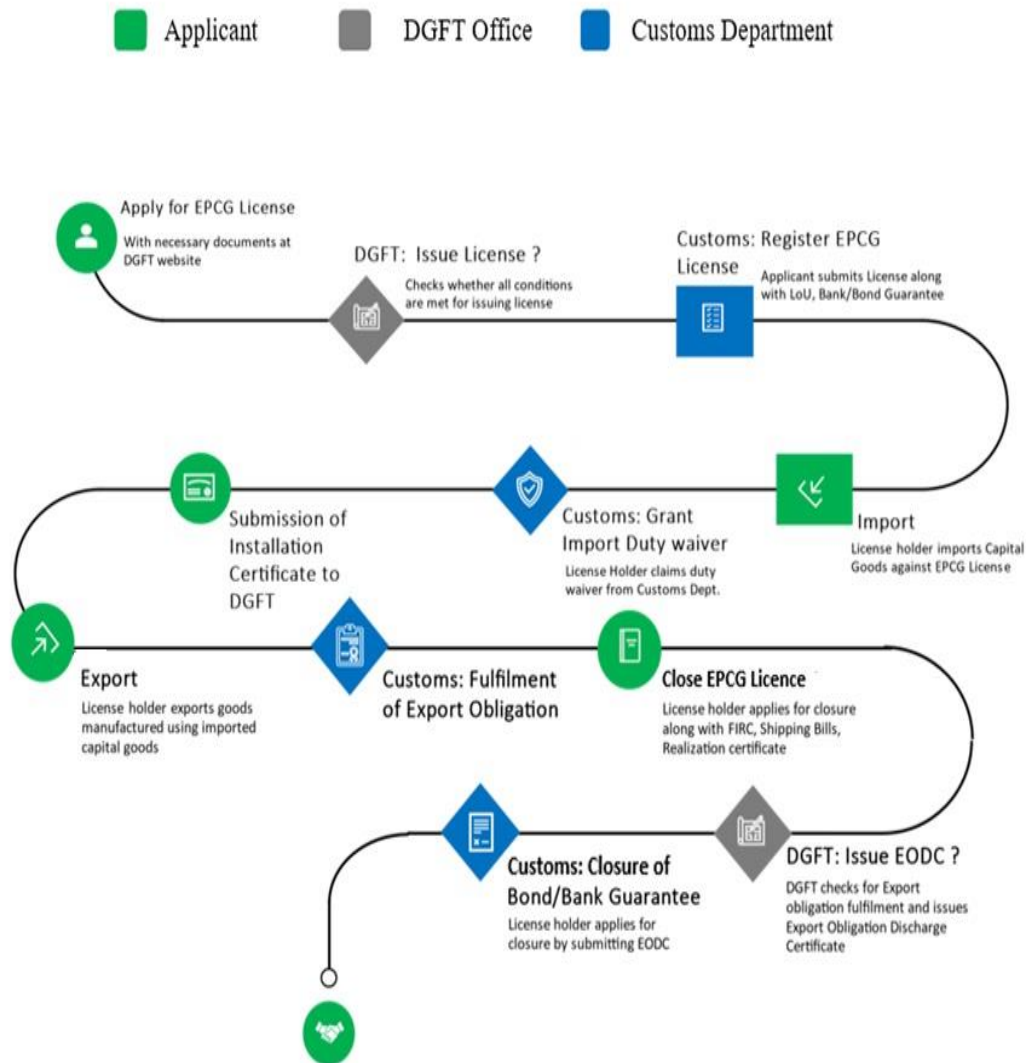 Applicant
DGFT Office
Customs Department
Apply for EPCG License
With necessary documents at
DGFT website
DGFT: Issue License ?
Checks whether all conditions
are met for issuing license
Customs: Register EPCG
License
Applicant submits License along
with LoU, Bank/Bond Guarantee
Import
License holder imports Capital
Goods against EPCG License
Customs: Grant
Import Duty waiver
License Holder claims duty
waiver from Customs Dept.
Submission of
Installation
Certificate to
DGFT
Export
License holder exports goods
manufactured using imported
capital goods
Customs: Fulfilment
of Export Obligation
Close EPCG Licence
License holder applies for closure
along with FIRC, Shipping Bills,
Realization certificate
DGFT: Issue EODC ?
DGFT checks for Export
obligation fulfilment and issues
Export Obligation Discharge
Certificate
Customs: Closure of
Bond/Bank Guarantee
License holder applies for
closure by submitting EODC